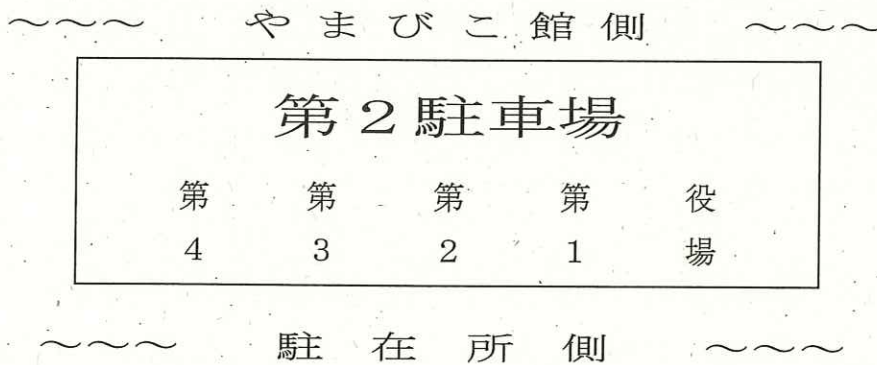 ～～～ やまびこ館側 ～～～
第２駐車場
第 第 第 第 役
4 3 2 1 場
～～～ 駐在所側 ～～～